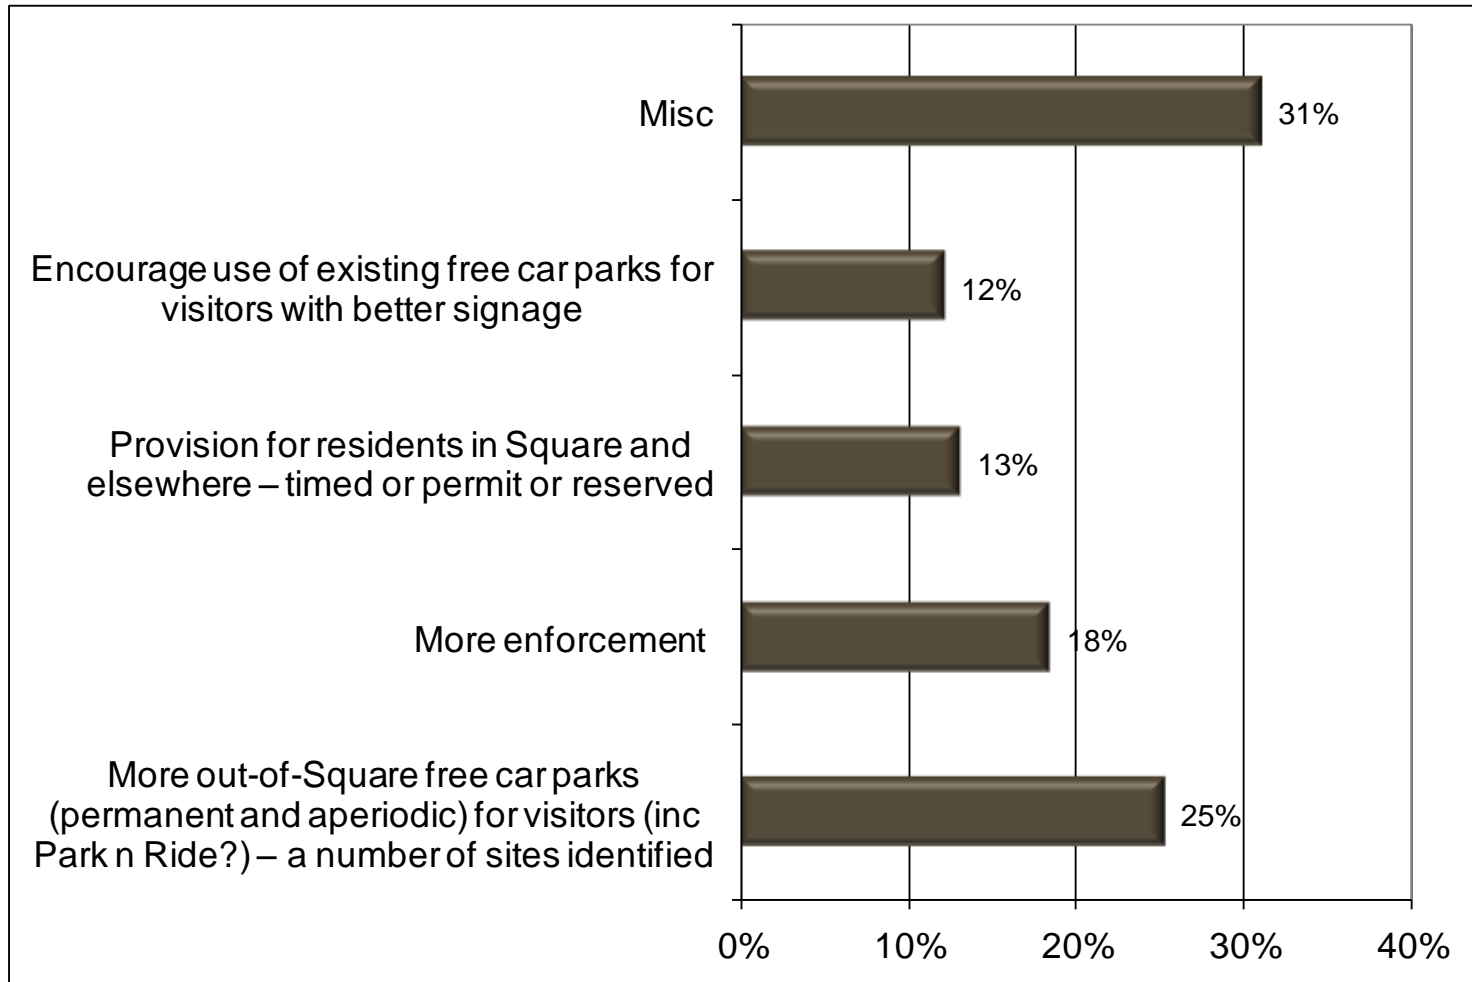 Misc
31%
Encourage use of existing free car parks for
visitors with better signage
12%
Provision for residents in Square and
elsewhere – timed or permit or reserved
13%
More enforcement
18%
More out-of-Square free car parks
(permanent and aperiodic) for visitors (inc
Park n Ride?) – a number of sites identified
25%
0% 10% 20% 30% 40%